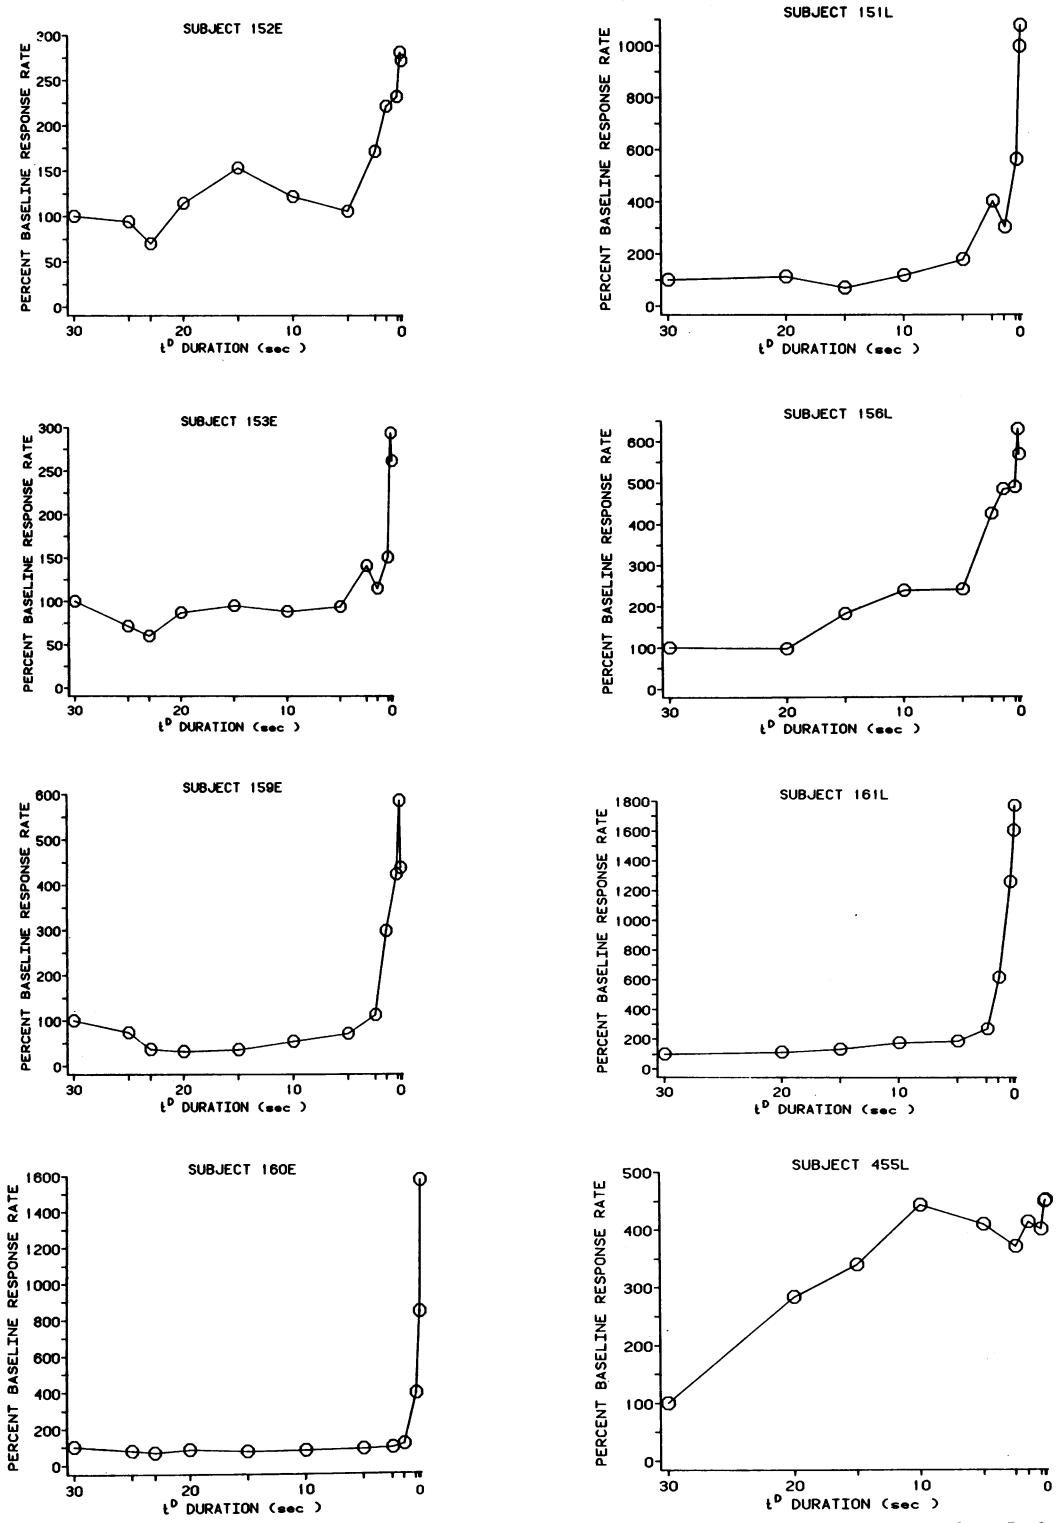 SUBJECT 152E
PERCENT BASELINE RESPONSE RATE
300
250
200
150
100
50
0
30 20 10 0
tᴰ DURATION (sec )
SUBJECT 151L
PERCENT BASELINE RESPONSE RATE
1000
800
600
400
200
0
30 20 10 0
tᴰ DURATION (sec )
SUBJECT 153E
PERCENT BASELINE RESPONSE RATE
300
250
200
150
100
50
0
30 20 10 0
tᴰ DURATION (sec )
SUBJECT 156L
PERCENT BASELINE RESPONSE RATE
600
500
400
300
200
100
0
30 20 10 0
tᴰ DURATION (sec )
SUBJECT 159E
PERCENT BASELINE RESPONSE RATE
600
500
400
300
200
100
0
30 20 10 0
tᴰ DURATION (sec )
SUBJECT 161L
PERCENT BASELINE RESPONSE RATE
1800
1600
1400
1200
1000
800
600
400
200
0
30 20 10 0
tᴰ DURATION (sec )
SUBJECT 160E
PERCENT BASELINE RESPONSE RATE
1600
1400
1200
1000
800
600
400
200
0
30 20 10 0
tᴰ DURATION (sec )
SUBJECT 455L
PERCENT BASELINE RESPONSE RATE
500
400
300
200
100
0
30 20 10 0
tᴰ DURATION (sec )